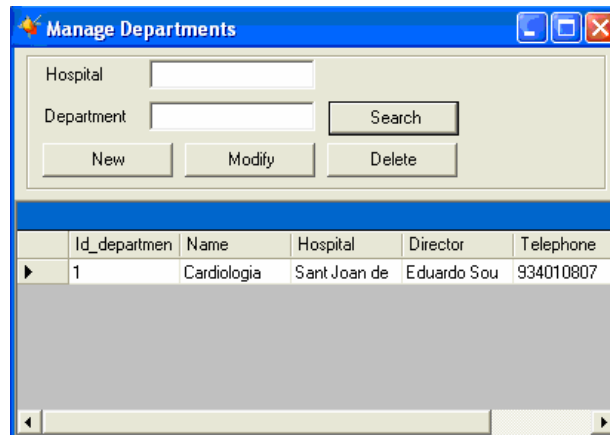 Manage Departments
Hospital
Department
Search
New Modify Delete
Id_departmen Name Hospital Director Telephone
1 Cardiologia Sant Joan de Eduardo Sou 934010807